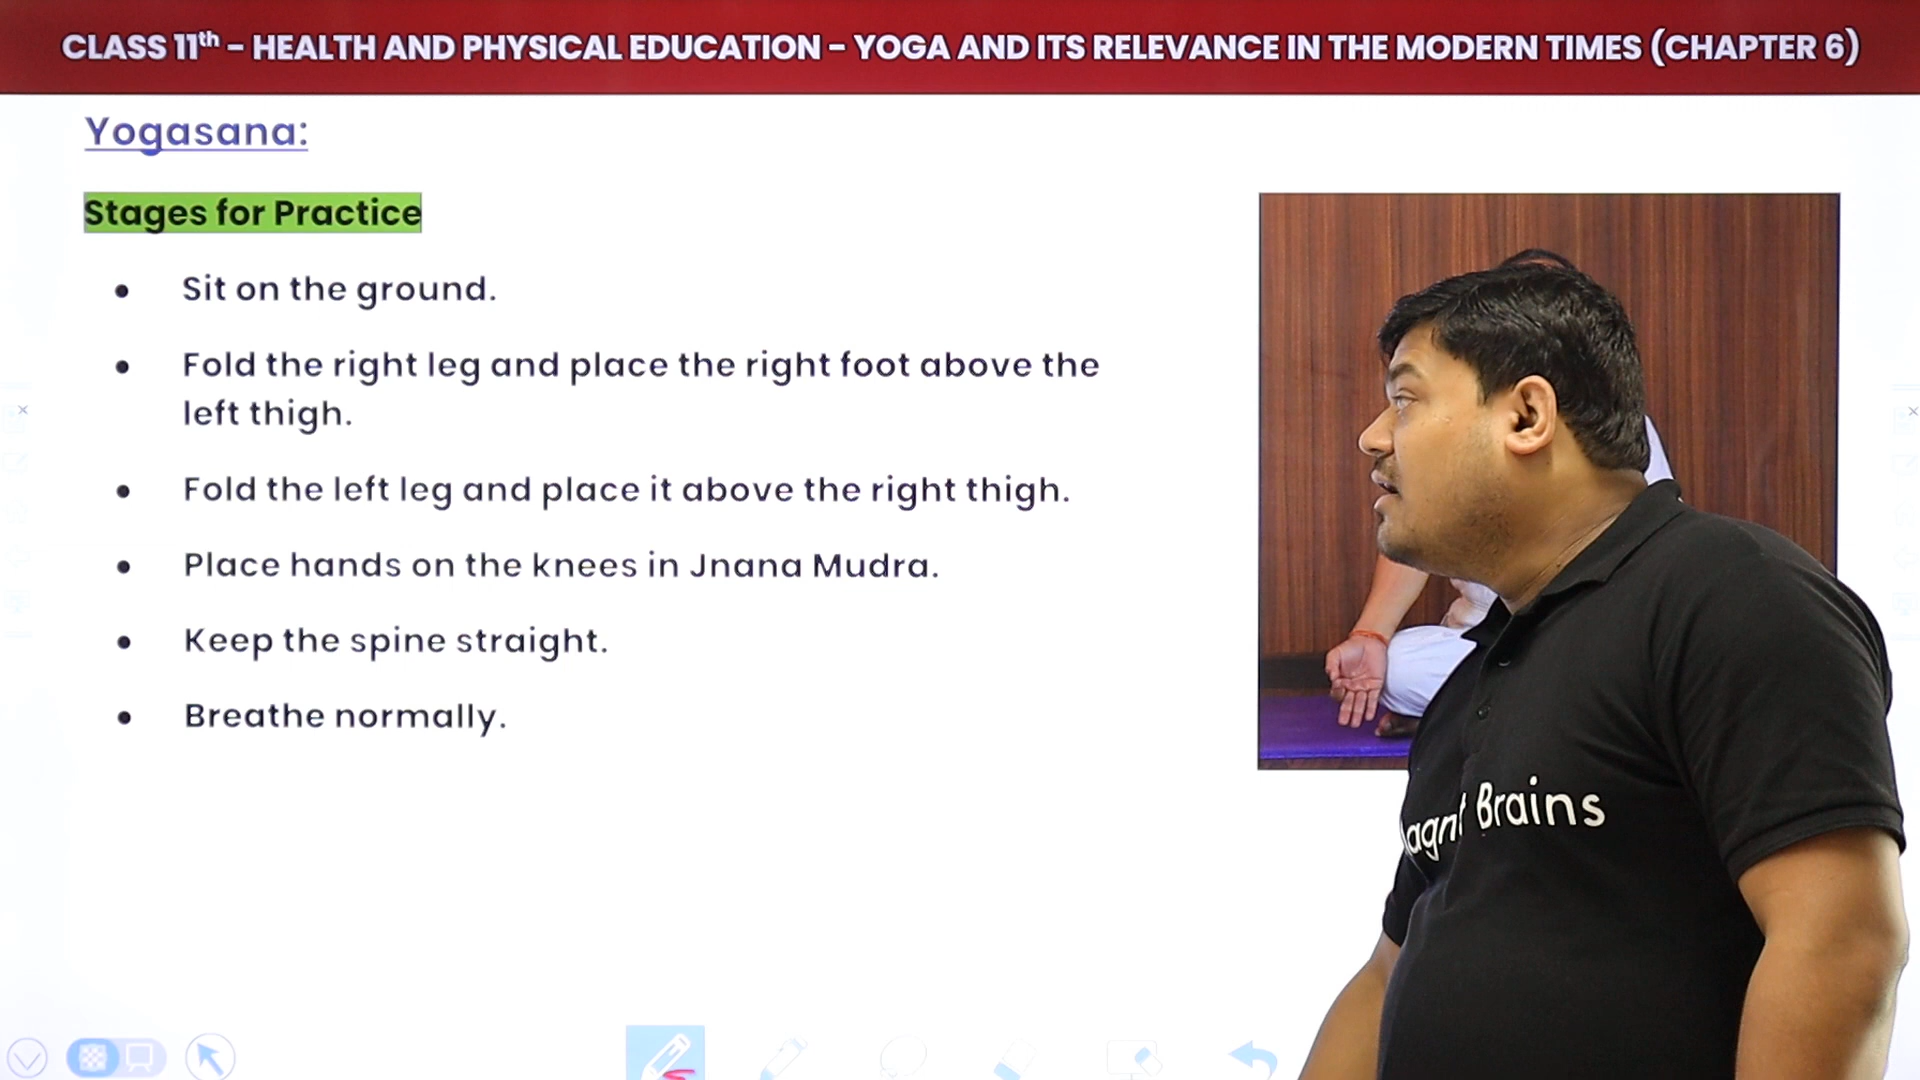 CLASS 11th – HEALTH AND PHYSICAL EDUCATION – YOGA AND ITS RELEVANCE IN THE MODERN TIMES (CHAPTER 6)
Yogasana:
Stages for Practice
• Sit on the ground.
• Fold the right leg and place the right foot above the
left thigh.
• Fold the left leg and place it above the right thigh.
• Place hands on the knees in Jnana Mudra.
• Keep the spine straight.
• Breathe normally.
Brains